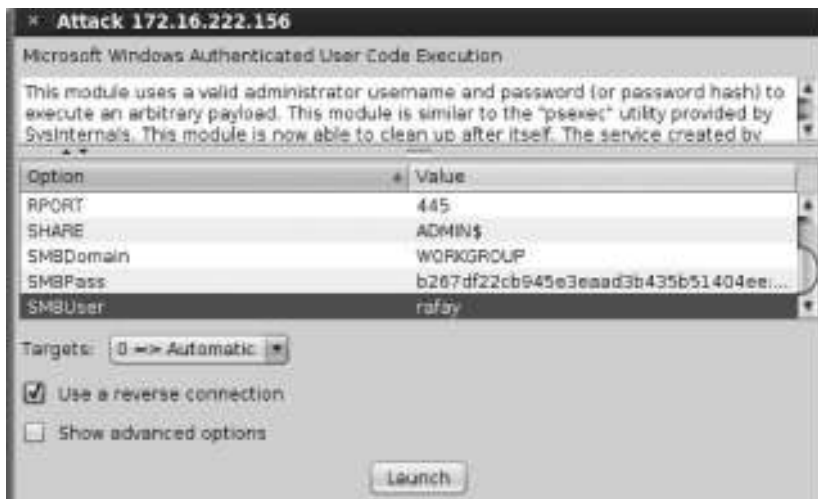 × Attack 172.16.222.156
Microsoft Windows Authenticated User Code Execution
This module uses a valid administrator username and password (or password hash) to
execute an arbitrary payload. This module is similar to the "psexec" utility provided by
SysInternals. This module is now able to clean up after itself. The service created by
Option Value
RPORT 445
SHARE ADMIN$
SMBDomain WORKGROUP
SMBPass b267df22cb945e3eaad3b435b51404ee:...
SMBUser rafay
Targets: 0 => Automatic
Use a reverse connection
Show advanced options
Launch